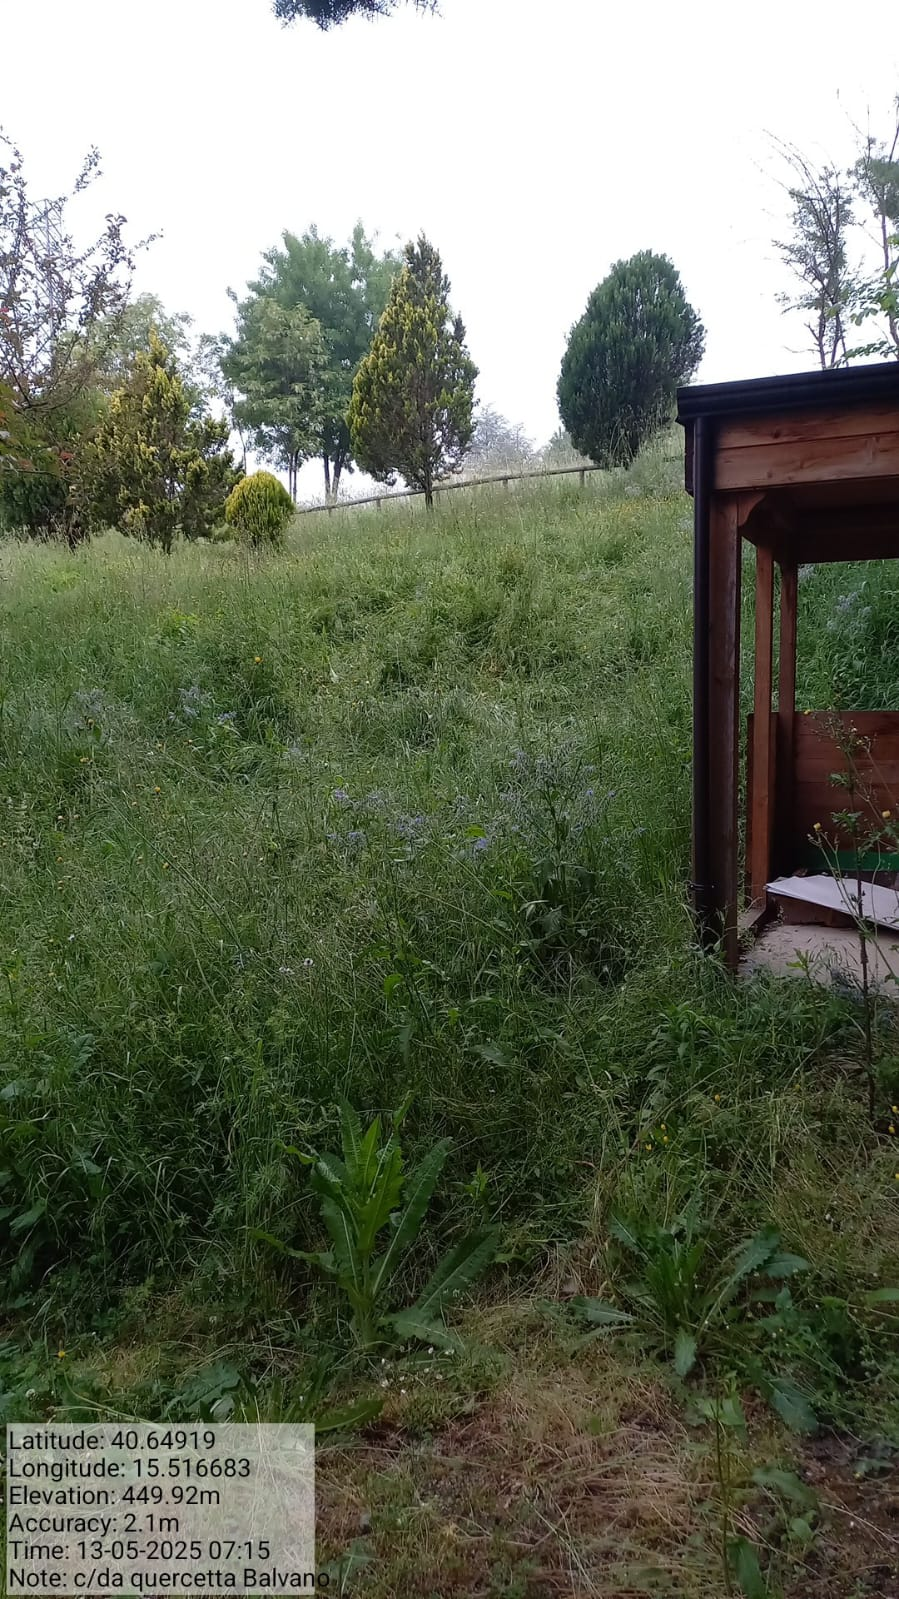 Latitude: 40.64919
Longitude: 15.516683
Elevation: 449.92m
Accuracy: 2.1m
Time: 13-05-2025 07:15
Note: c/da quercetta Balvano